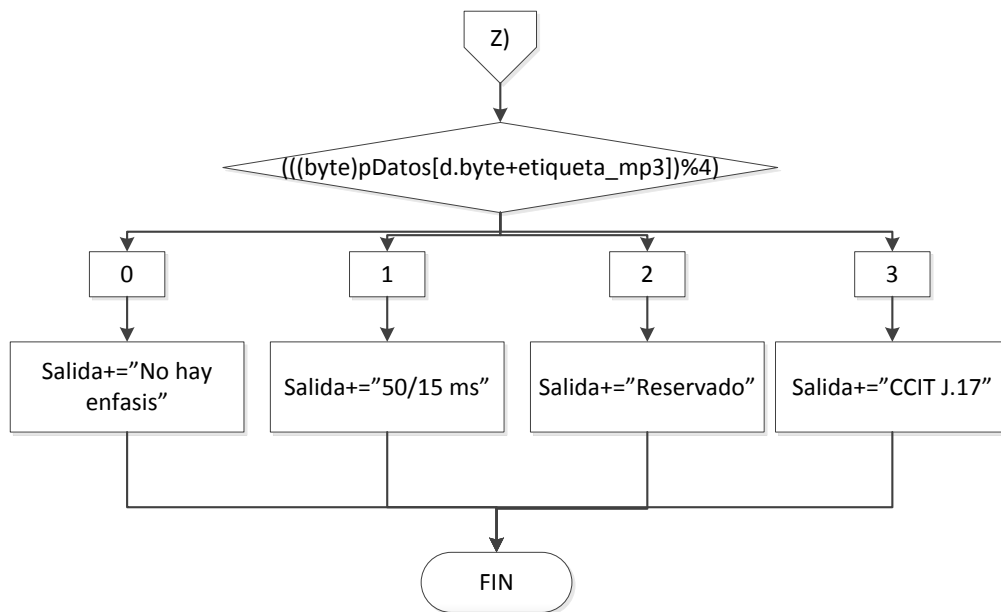 Z)
(((byte)pDatos[d.byte+etiqueta_mp3])%4)
0
1
2
3
Salida+=”No hay
enfasis”
Salida+=”50/15 ms”
Salida+=”Reservado”
Salida+=”CCIT J.17”
FIN